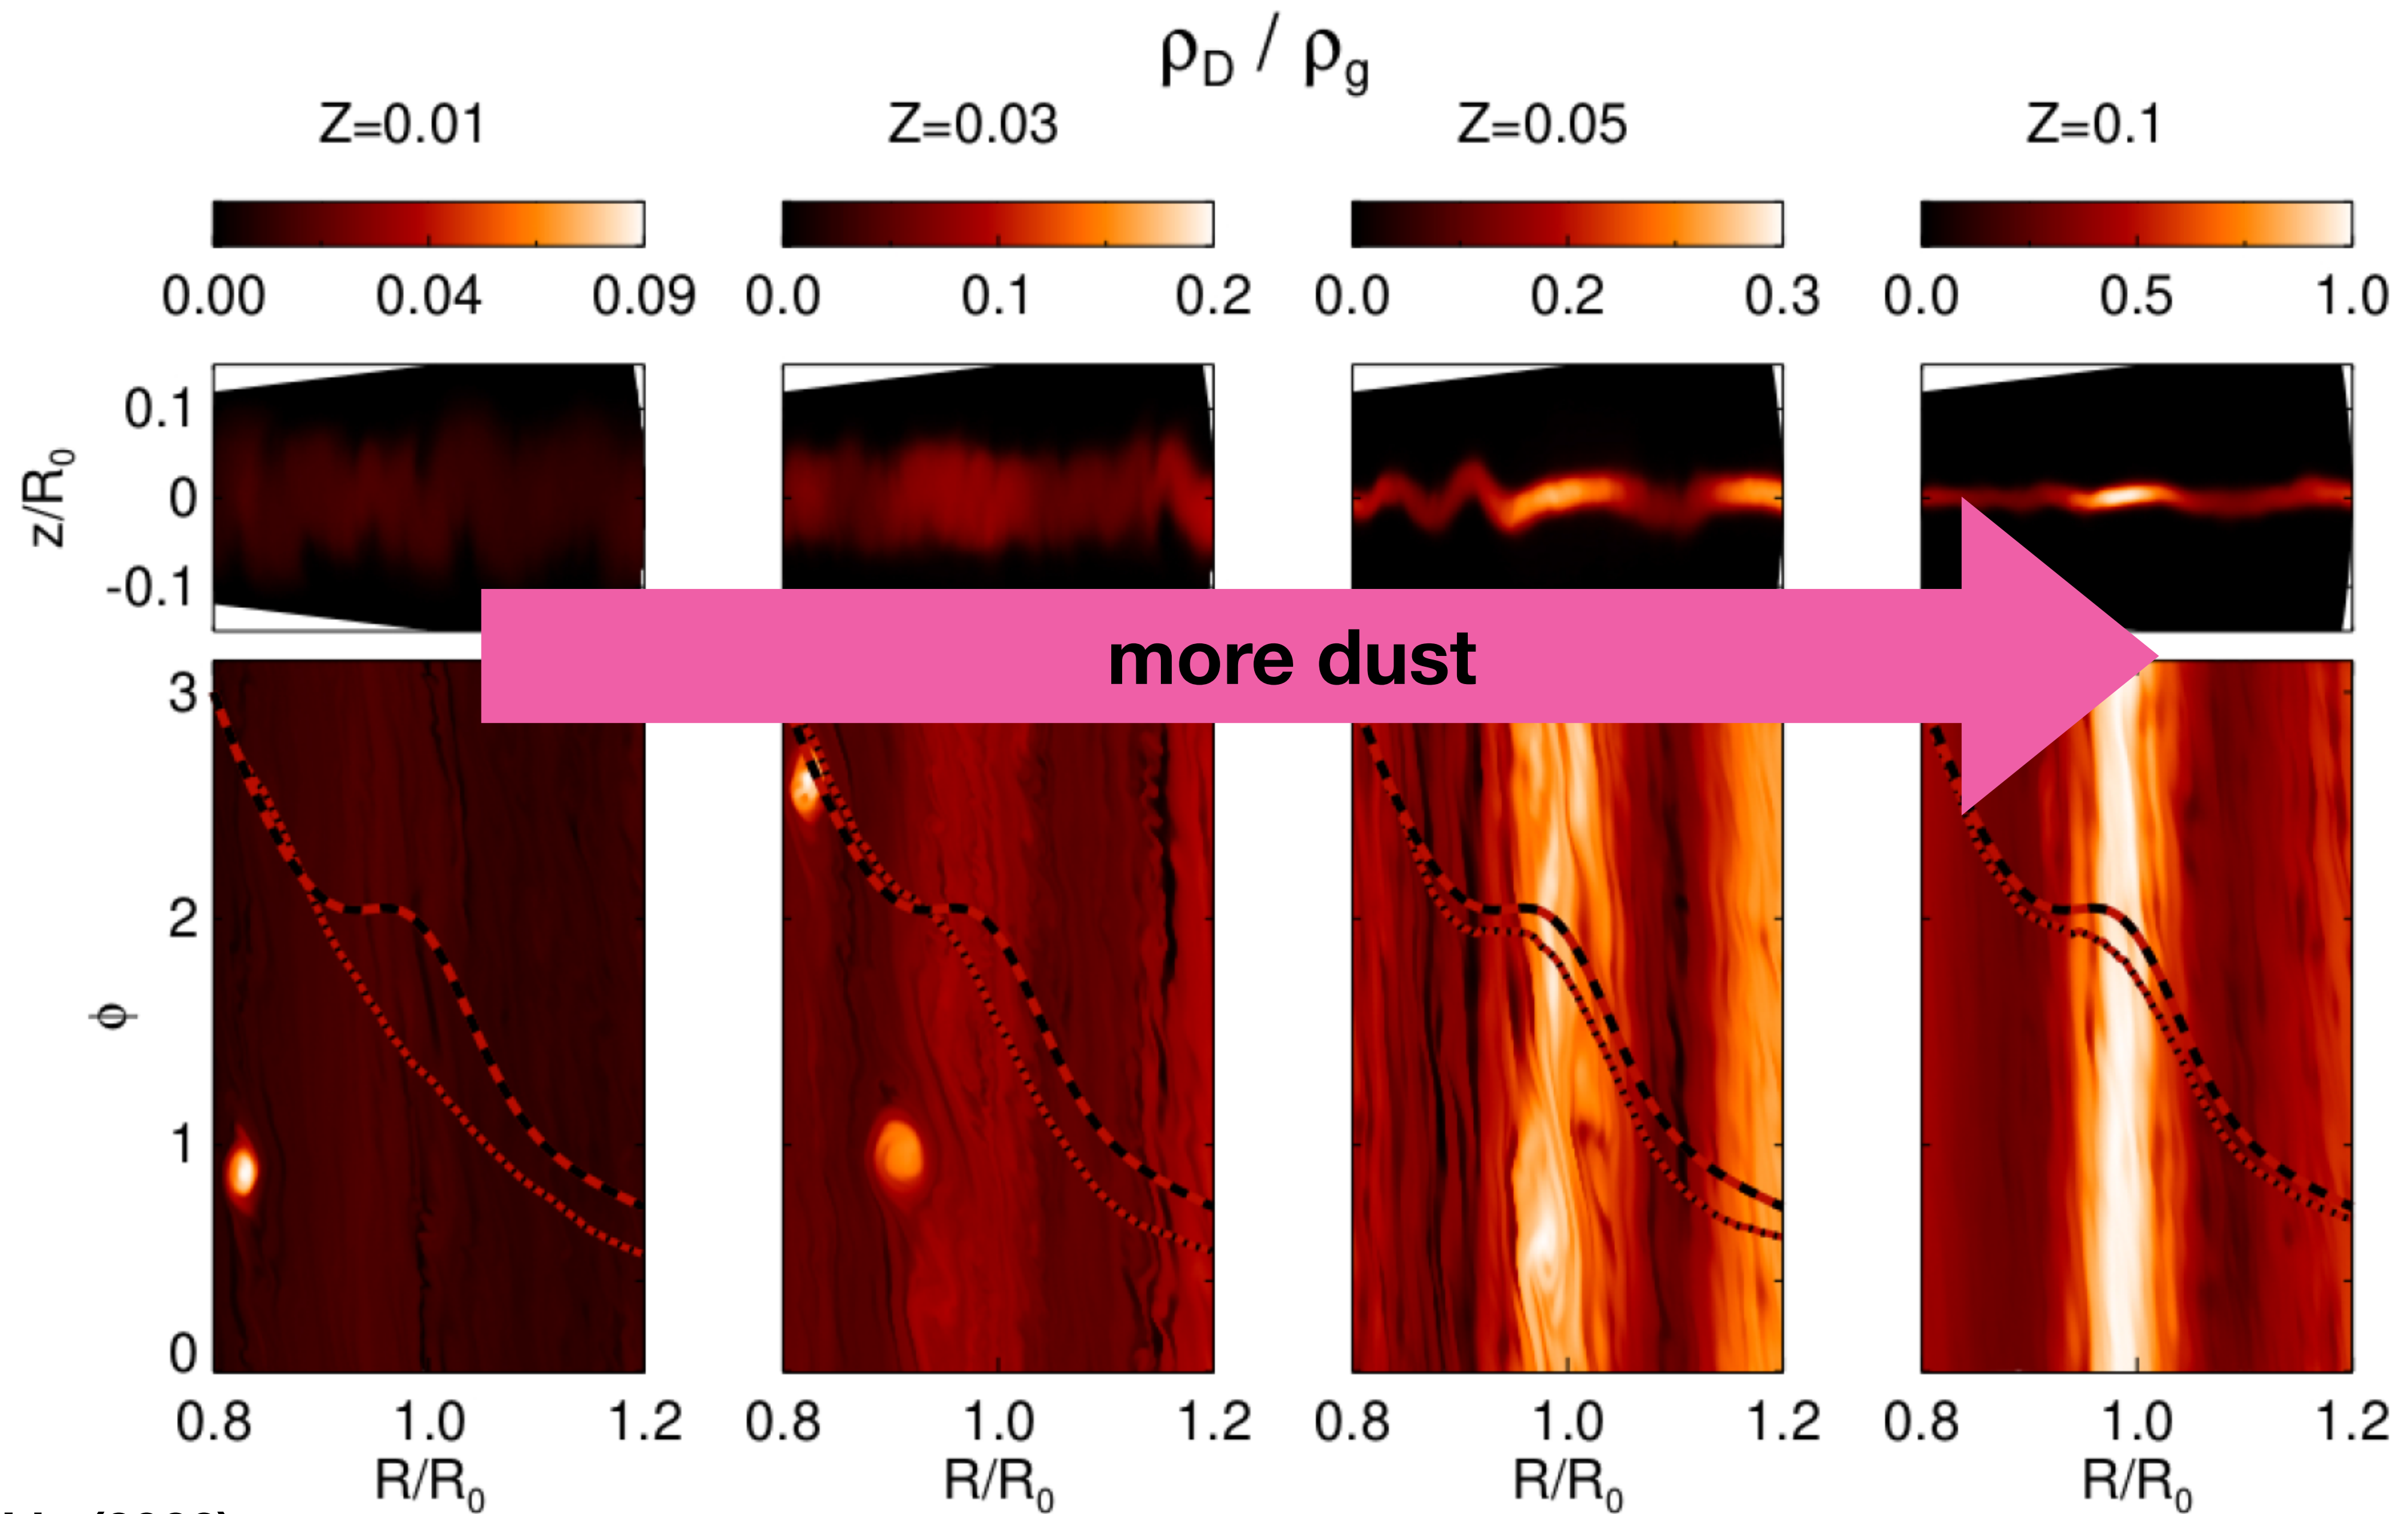 ρD / ρg
Z=0.01 Z=0.03 Z=0.05 Z=0.1
0.00 0.04 0.09 0.0 0.1 0.2 0.0 0.2 0.3 0.0 0.5 1.0
0.1
0
-0.1
z/R0
more dust
3
2
1
0
ϕ
0.8 1.0 1.2 0.8 1.0 1.2 0.8 1.0 1.2 0.8 1.0 1.2
R/R0 R/R0 R/R0 R/R0